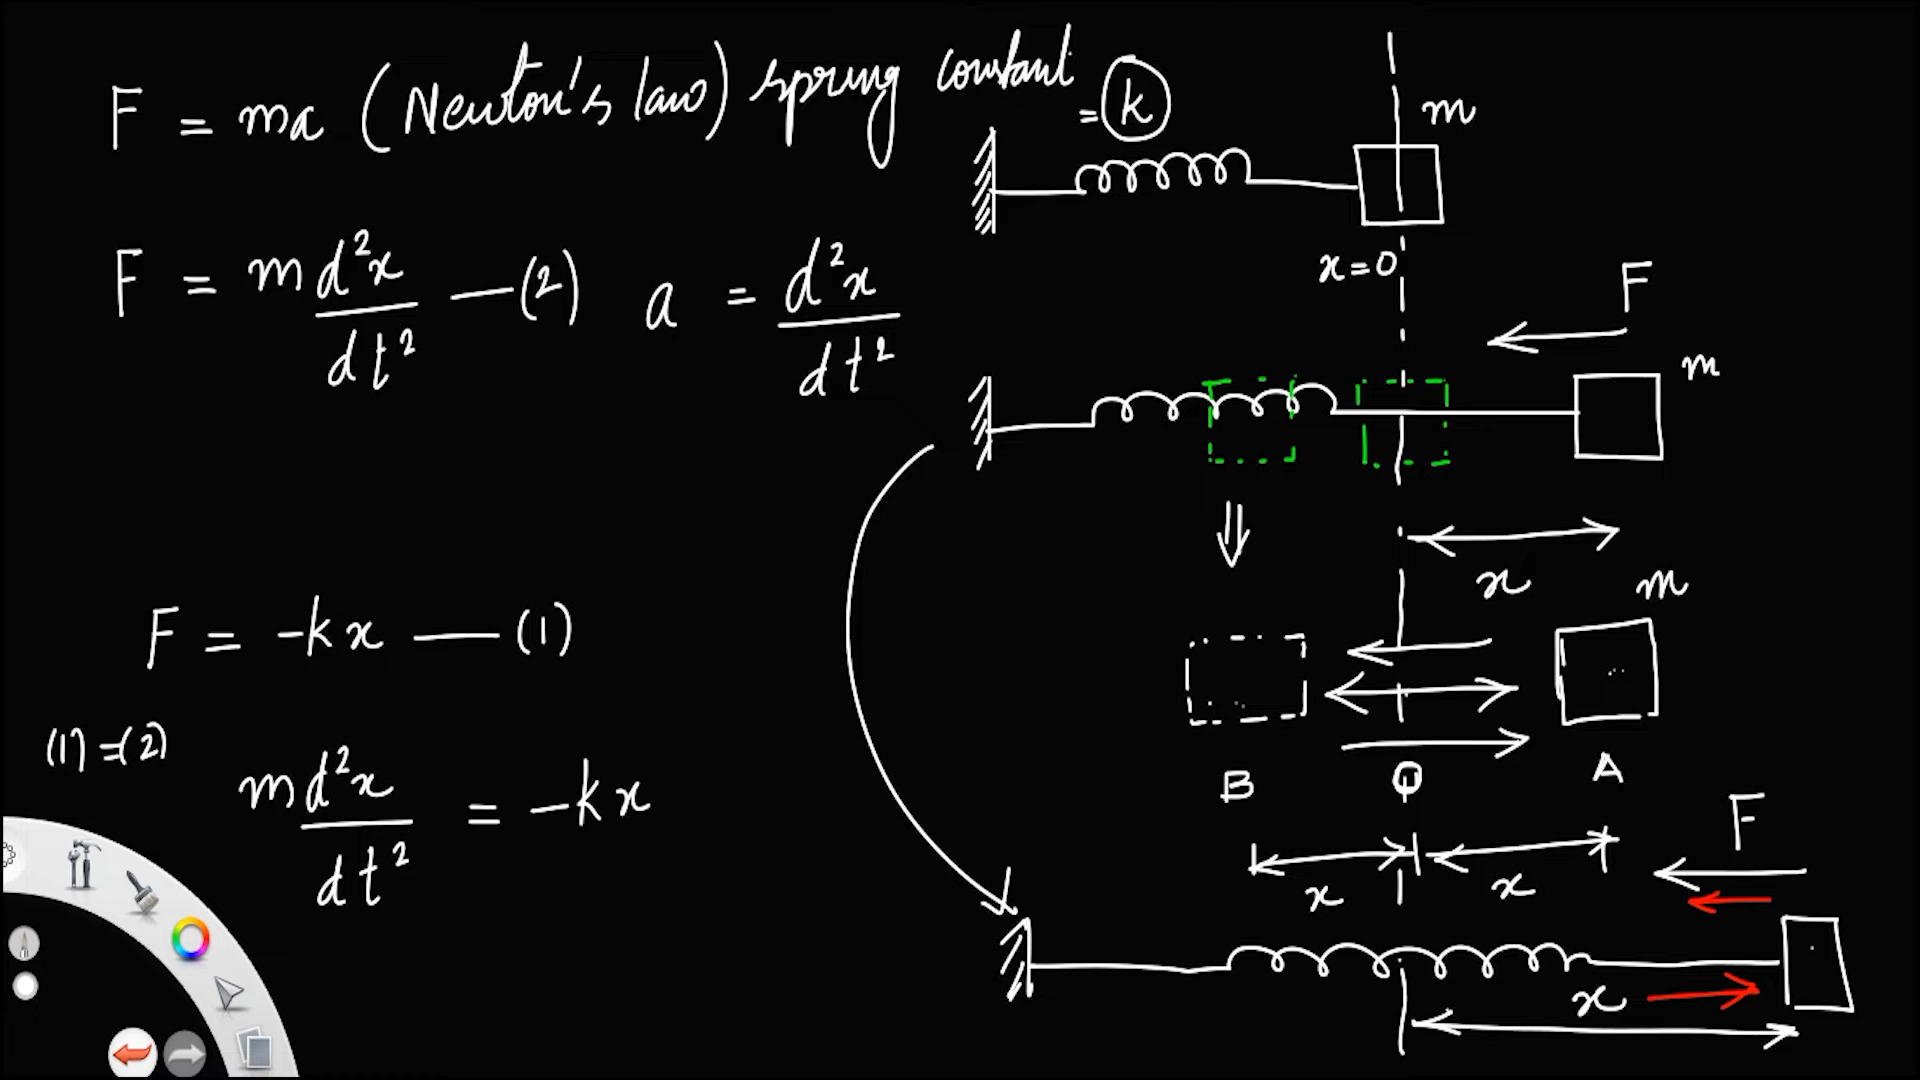 F = ma (Newton's law) spring constant = k
m
x=0
F = m d²x/dt² —(2) a = d²x/dt²
F
m
x
m
F = -kx —(1)
B O A
(1)=(2)
m d²x/dt² = -kx
F
x x
x